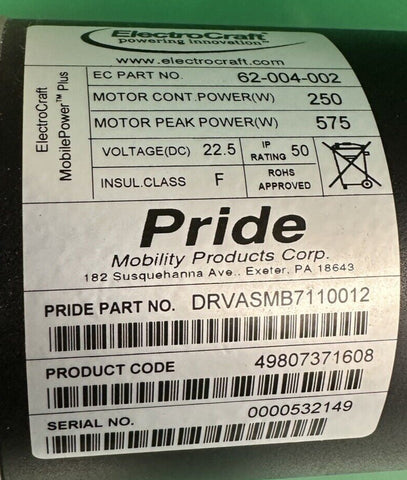 ElectroCraft
powering innovation™
www.electrocraft.com
ElectroCraft
MobilePower™ Plus
EC PART NO. 62-004-002
MOTOR CONT.POWER(W) 250
MOTOR PEAK POWER(W) 575
VOLTAGE(DC) 22.5 IP RATING 50
INSUL.CLASS F ROHS APPROVED
Pride
Mobility Products Corp.
182 Susquehanna Ave., Exeter, PA 18643
PRIDE PART NO. DRVASMB7110012
PRODUCT CODE 49807371608
SERIAL NO. 0000532149